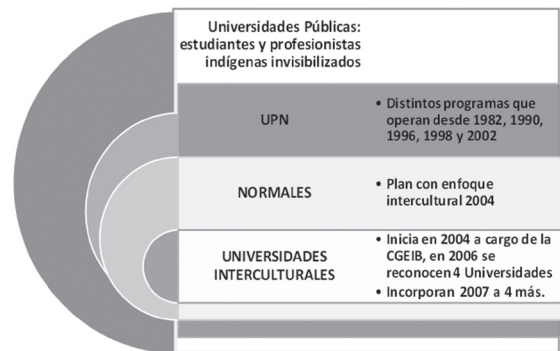 Universidades Públicas:
estudiantes y profesionistas
indígenas invisibilizados
UPN
• Distintos programas que
operan desde 1982, 1990,
1996, 1998 y 2002
NORMALES
• Plan con enfoque
intercultural 2004
UNIVERSIDADES
INTERCULTURALES
• Inicia en 2004 a cargo de la
CGEIB, en 2006 se
reconocen 4 Universidades
• Incorporan 2007 a 4 más.